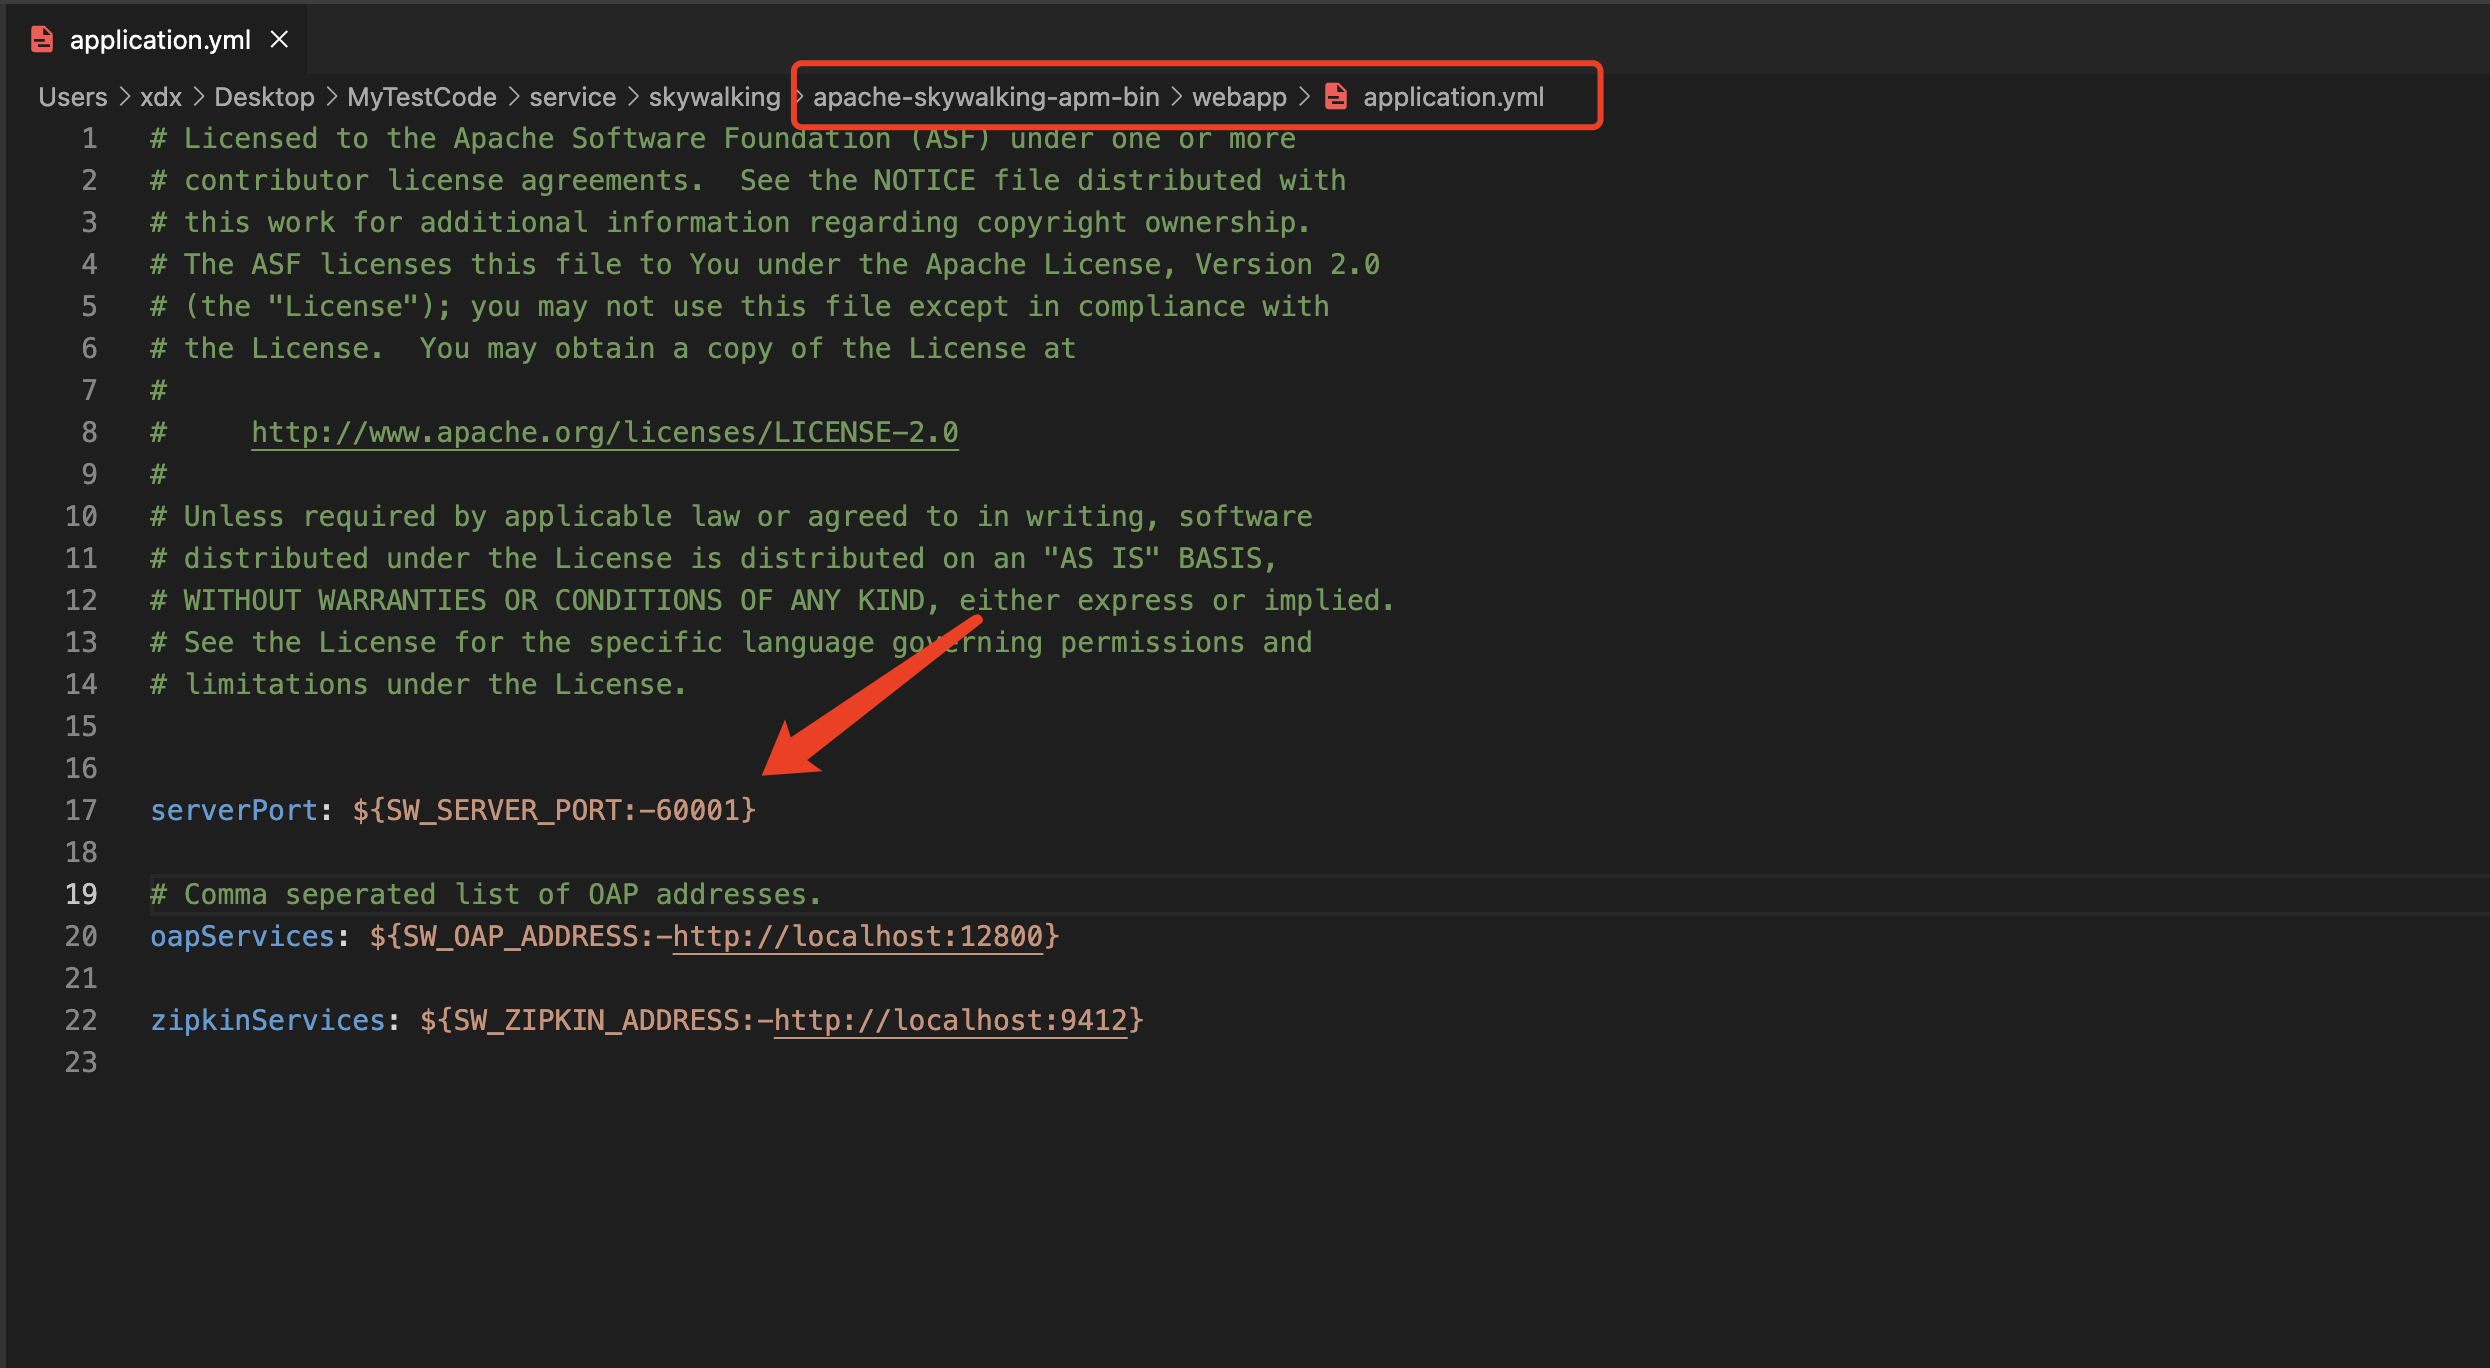 application.yml
Users > xdx > Desktop > MyTestCode > service > skywalking > apache-skywalking-apm-bin > webapp > application.yml
1 # Licensed to the Apache Software Foundation (ASF) under one or more
2 # contributor license agreements.  See the NOTICE file distributed with
3 # this work for additional information regarding copyright ownership.
4 # The ASF licenses this file to You under the Apache License, Version 2.0
5 # (the "License"); you may not use this file except in compliance with
6 # the License.  You may obtain a copy of the License at
7 #
8 #     http://www.apache.org/licenses/LICENSE-2.0
9 #
10 # Unless required by applicable law or agreed to in writing, software
11 # distributed under the License is distributed on an "AS IS" BASIS,
12 # WITHOUT WARRANTIES OR CONDITIONS OF ANY KIND, either express or implied.
13 # See the License for the specific language governing permissions and
14 # limitations under the License.
15
16
17 serverPort: ${SW_SERVER_PORT:-60001}
18
19 # Comma seperated list of OAP addresses.
20 oapServices: ${SW_OAP_ADDRESS:-http://localhost:12800}
21
22 zipkinServices: ${SW_ZIPKIN_ADDRESS:-http://localhost:9412}
23